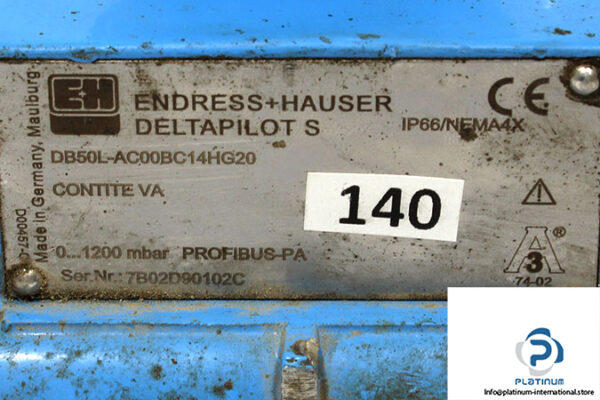 EH
ENDRESS+HAUSER
DELTAPILOT S
CE
IP66/NEMA4X
DB50L-AC00BC14HG20
CONTITE VA
140
0...1200 mbar PROFIBUS-PA
Ser.Nr.: 7B02D90102C
A
3
74-02
Made in Germany, Maulburg
PLATINUM
Info@platinum-international.store